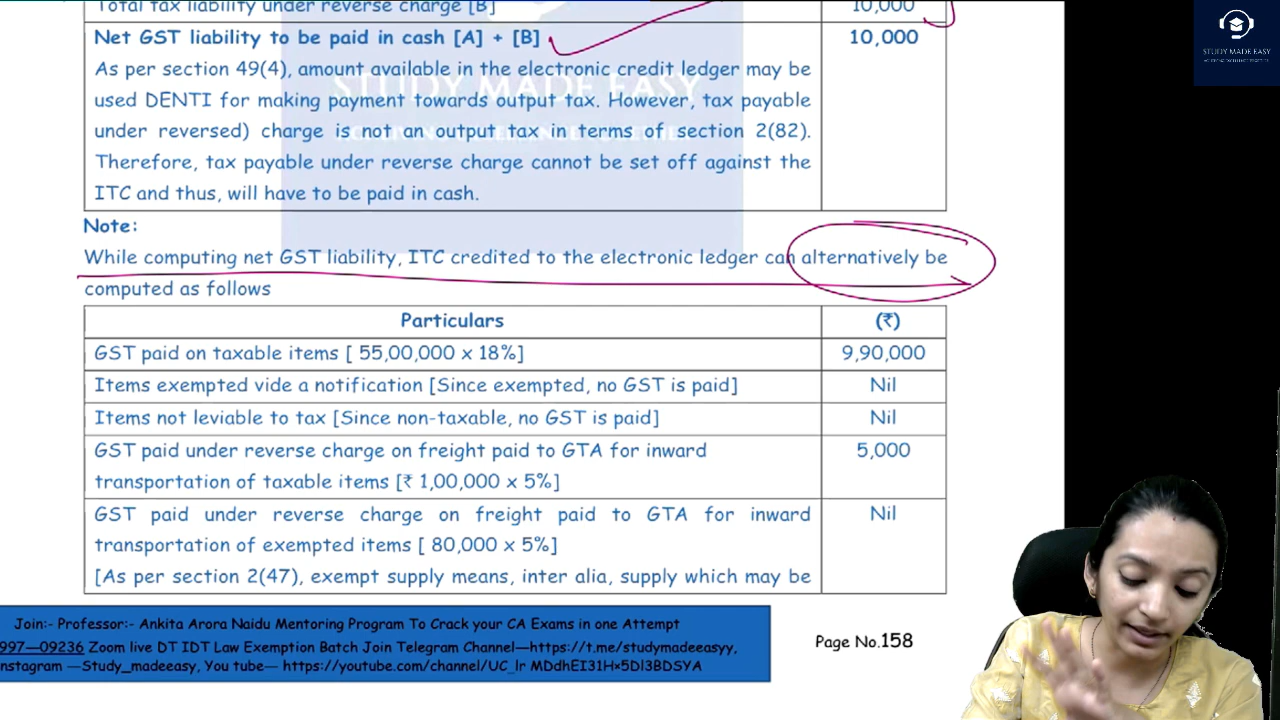 Total tax liability under reverse charge [B] 10,000
STUDY MADE EASY
Net GST liability to be paid in cash [A] + [B] 10,000
As per section 49(4), amount available in the electronic credit ledger may be
used DENTI for making payment towards output tax. However, tax payable
under reversed) charge is not an output tax in terms of section 2(82).
Therefore, tax payable under reverse charge cannot be set off against the
ITC and thus, will have to be paid in cash.
STUDY MADE EASY
Note:
While computing net GST liability, ITC credited to the electronic ledger can alternatively be
computed as follows
Particulars (₹)
GST paid on taxable items [ 55,00,000 x 18%] 9,90,000
Items exempted vide a notification [Since exempted, no GST is paid] Nil
Items not leviable to tax [Since non-taxable, no GST is paid] Nil
GST paid under reverse charge on freight paid to GTA for inward 5,000
transportation of taxable items [₹ 1,00,000 x 5%]
GST paid under reverse charge on freight paid to GTA for inward Nil
transportation of exempted items [ 80,000 x 5%]
[As per section 2(47), exempt supply means, inter alia, supply which may be
Join:- Professor:- Ankita Arora Naidu Mentoring Program To Crack your CA Exams in one Attempt
997—09236 Zoom live DT IDT Law Exemption Batch Join Telegram Channel—https://t.me/studymadeeasyy,
nstagram —Study_madeeasy, You tube— https://youtube.com/channel/UC_lr MDdhEI31H×5Dl3BDSYA
Page No.158